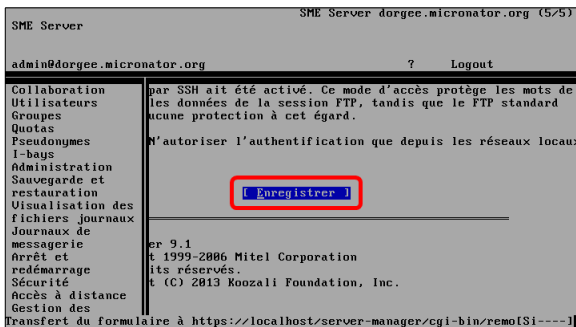 SME Server dorgee.micronator.org (5/5)
SME Server
admin@dorgee.micronator.org ? Logout
Collaboration par SSH ait été activé. Ce mode d'accès protège les mots de
Utilisateurs les données de la session FTP, tandis que le FTP standard
Groupes ucune protection à cet égard.
Quotas
Pseudonymes N'autoriser l'authentification que depuis les réseaux locaux
I-bays
Administration
Sauvegarde et
restauration [ Enregistrer ]
Visualisation des
fichiers journaux
Journaux de
messagerie er 9.1
Arrêt et t 1999-2006 Mitel Corporation
redémarrage its réservés.
Sécurité t (C) 2013 Koozali Foundation, Inc.
Accès à distance
Gestion des
Transfert du formulaire à https://localhost/server-manager/cgi-bin/remo[Si----]